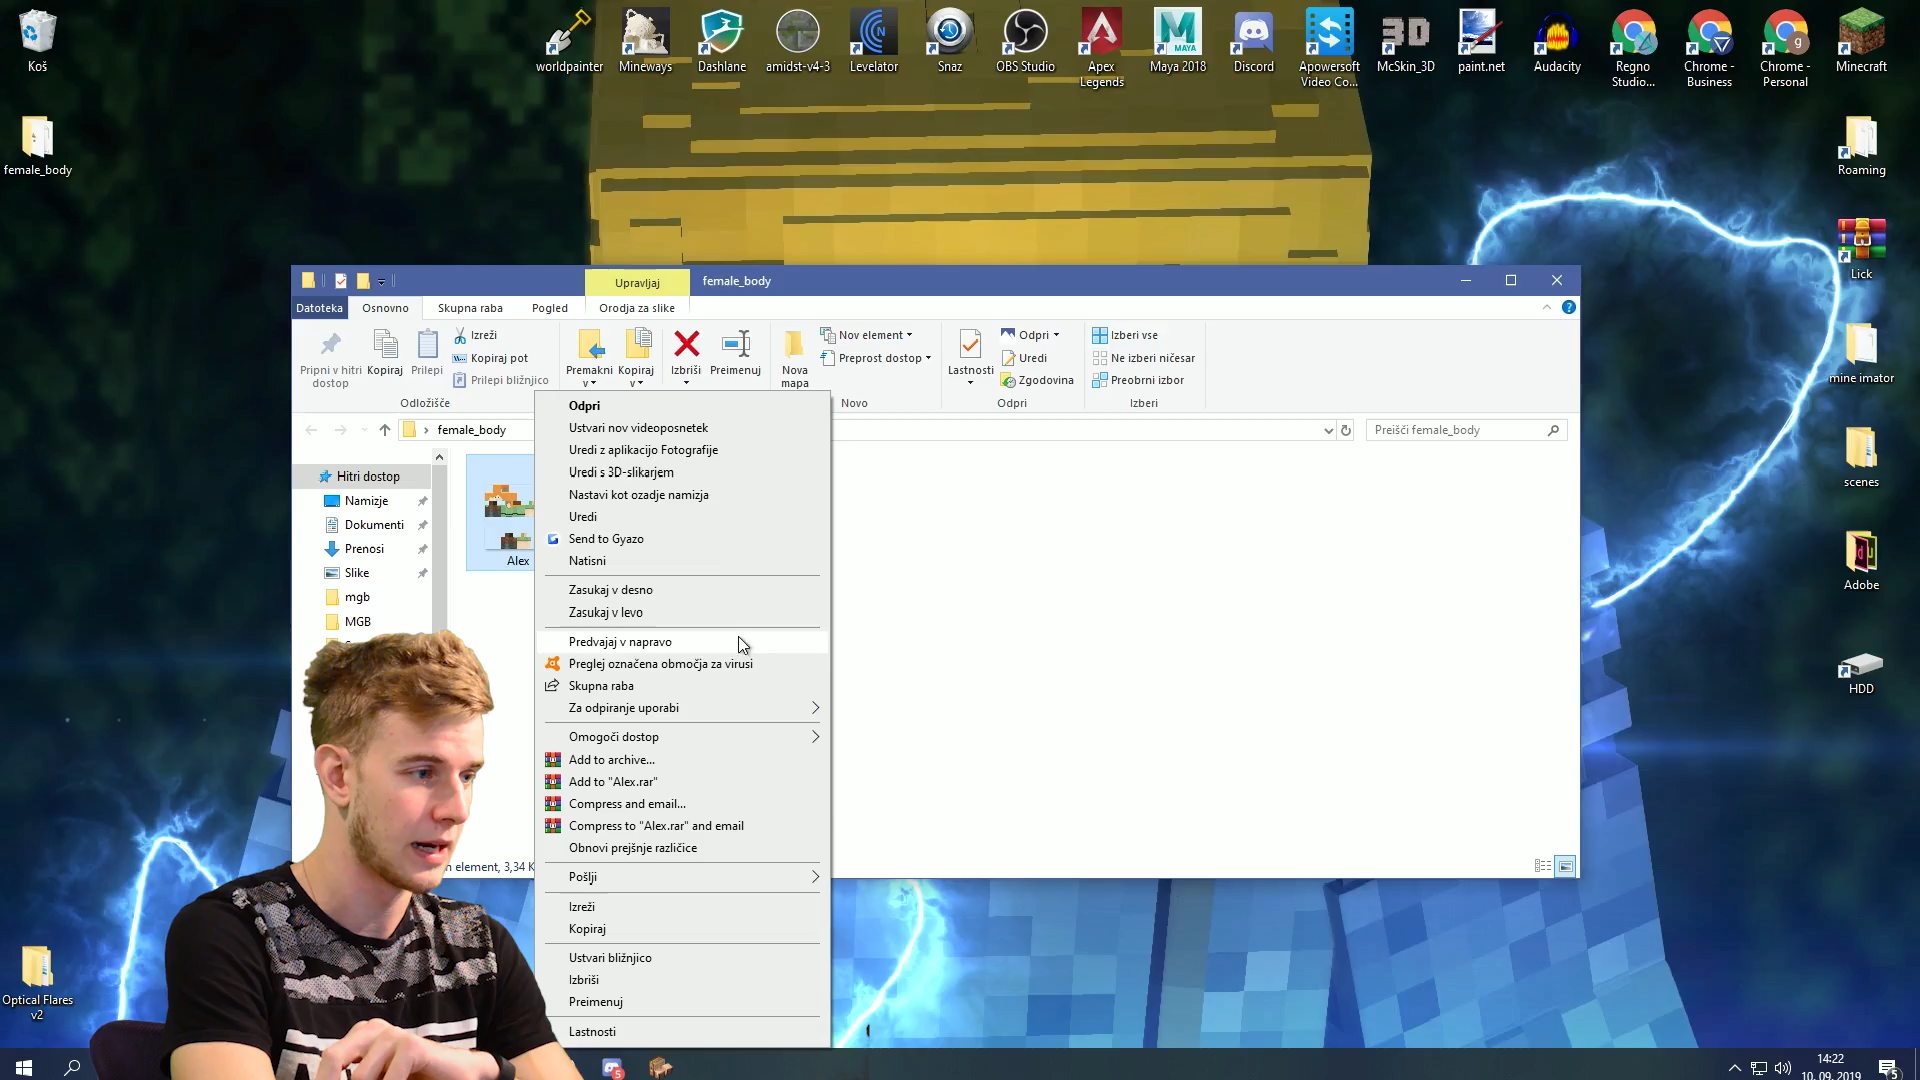 Koš
worldpainter
Mineways
Dashlane
amidst-v4-3
Levelator
Snaz
OBS Studio
Apex
Legends
Maya 2018
Discord
Apowersoft
Video Co...
McSkin_3D
paint.net
Audacity
Regno
Studio...
Chrome -
Business
Chrome -
Personal
Minecraft
female_body
Roaming
Lick
mine imator
scenes
Adobe
HDD
Optical Flares
v2
Upravljaj
female_body
Datoteka
Osnovno
Skupna raba
Pogled
Orodja za slike
Pripni v hitri
dostop
Kopiraj
Prilepi
Izreži
Kopiraj pot
Prilepi bližnjico
Odložišče
Premakni
v
Kopiraj
v
Izbriši
Preimenuj
Nova
mapa
Nov element
Preprost dostop
Novo
Lastnosti
Odpri
Uredi
Zgodovina
Odpri
Izberi vse
Ne izberi ničesar
Preobrni izbor
Izberi
female_body
Preišči female_body
Hitri dostop
Namizje
Dokumenti
Prenosi
Slike
mgb
MGB
Alex
element, 3,34 K
Odpri
Ustvari nov videoposnetek
Uredi z aplikacijo Fotografije
Uredi s 3D-slikarjem
Nastavi kot ozadje namizja
Uredi
Send to Gyazo
Natisni
Zasukaj v desno
Zasukaj v levo
Predvajaj v napravo
Preglej označena območja za virusi
Skupna raba
Za odpiranje uporabi
Omogoči dostop
Add to archive...
Add to "Alex.rar"
Compress and email...
Compress to "Alex.rar" and email
Obnovi prejšnje različice
Pošlji
Izreži
Kopiraj
Ustvari bližnjico
Izbriši
Preimenuj
Lastnosti
14:22
10. 09. 2019
5
5